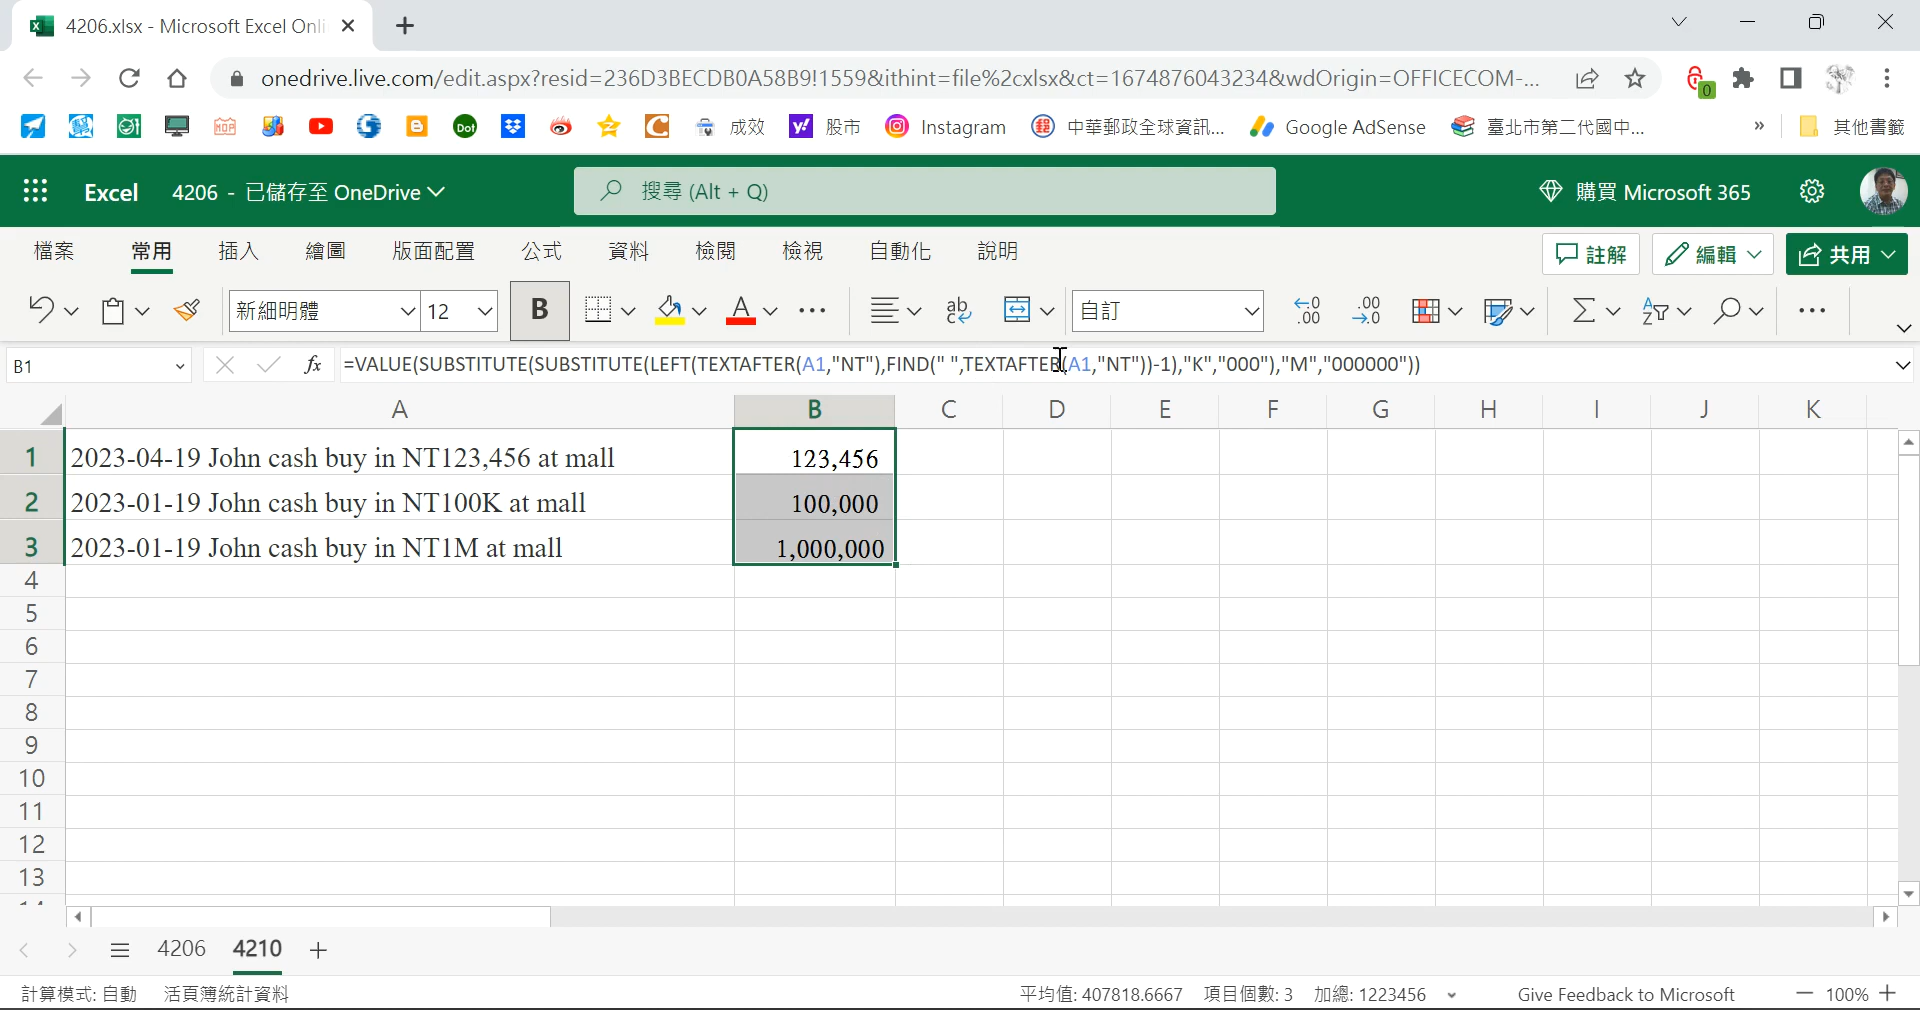 4206.xlsx - Microsoft Excel Onli
onedrive.live.com/edit.aspx?resid=236D3BECDB0A58B9!1559&ithint=file%2cxlsx&ct=1674876043234&wdOrigin=OFFICECOM-...
0
MOP
Dot
成效
y!
股市
Instagram
郵
中華郵政全球資訊...
Google AdSense
臺北市第二代國中...
»
其他書籤
Excel
4206 - 已儲存至 OneDrive
搜尋 (Alt + Q)
購買 Microsoft 365
檔案 常用 插入 繪圖 版面配置 公式 資料 檢閱 檢視 自動化 說明
註解 編輯 共用
新細明體 12 B A ab c 自訂 .00 .00 Σ A Z
B1 fx =VALUE(SUBSTITUTE(SUBSTITUTE(LEFT(TEXTAFTER(A1,"NT"),FIND(" ",TEXTAFTER(A1,"NT"))-1),"K","000"),"M","000000"))
A B C D E F G H I J K
1 2023-04-19 John cash buy in NT123,456 at mall 123,456
2 2023-01-19 John cash buy in NT100K at mall 100,000
3 2023-01-19 John cash buy in NT1M at mall 1,000,000
4
5
6
7
8
9
10
11
12
13
4206 4210
計算模式: 自動 活頁簿統計資料 平均值: 407818.6667 項目個數: 3 加總: 1223456 Give Feedback to Microsoft 100%